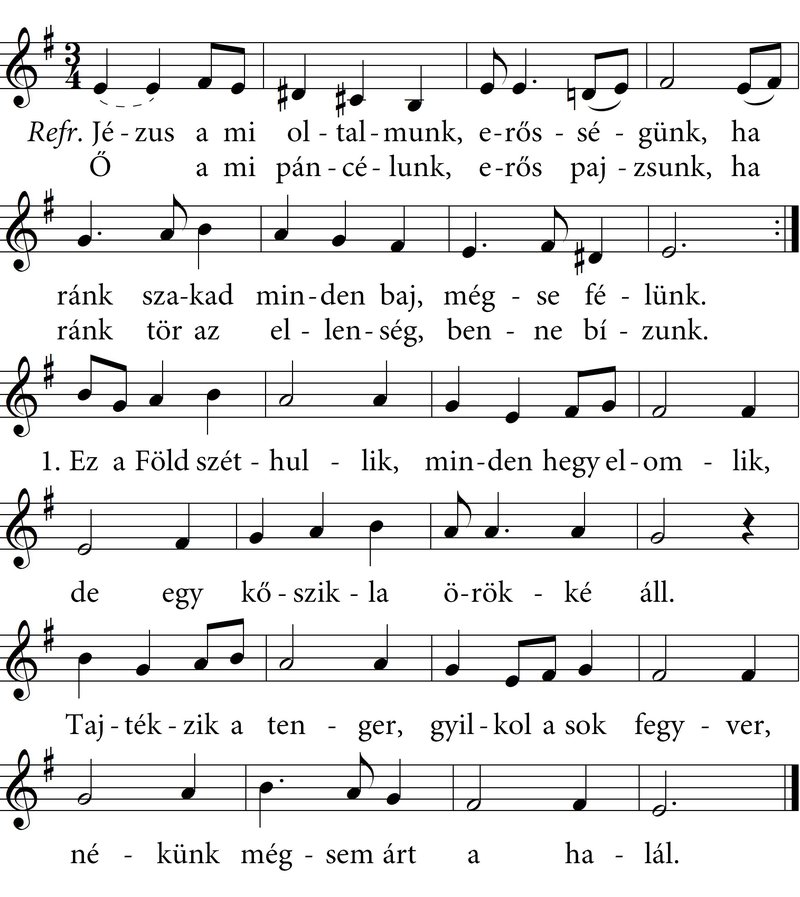 3
4
Refr. Jé - zus a mi ol - tal - munk, e - rős - sé - günk, ha
Ő a mi pán - cé - lunk, e - rős paj - zsunk, ha
ránk sza - kad min - den baj, még - se fé - lünk.
ránk tör az el - len - ség, ben - ne bí - zunk.
1. Ez a Föld szét - hul - lik, min - den hegy el - om - lik,
de egy kő - szik - la ö - rök - ké áll.
Taj - ték - zik a ten - ger, gyil - kol a sok fegy - ver,
né - künk még - sem árt a ha - lál.